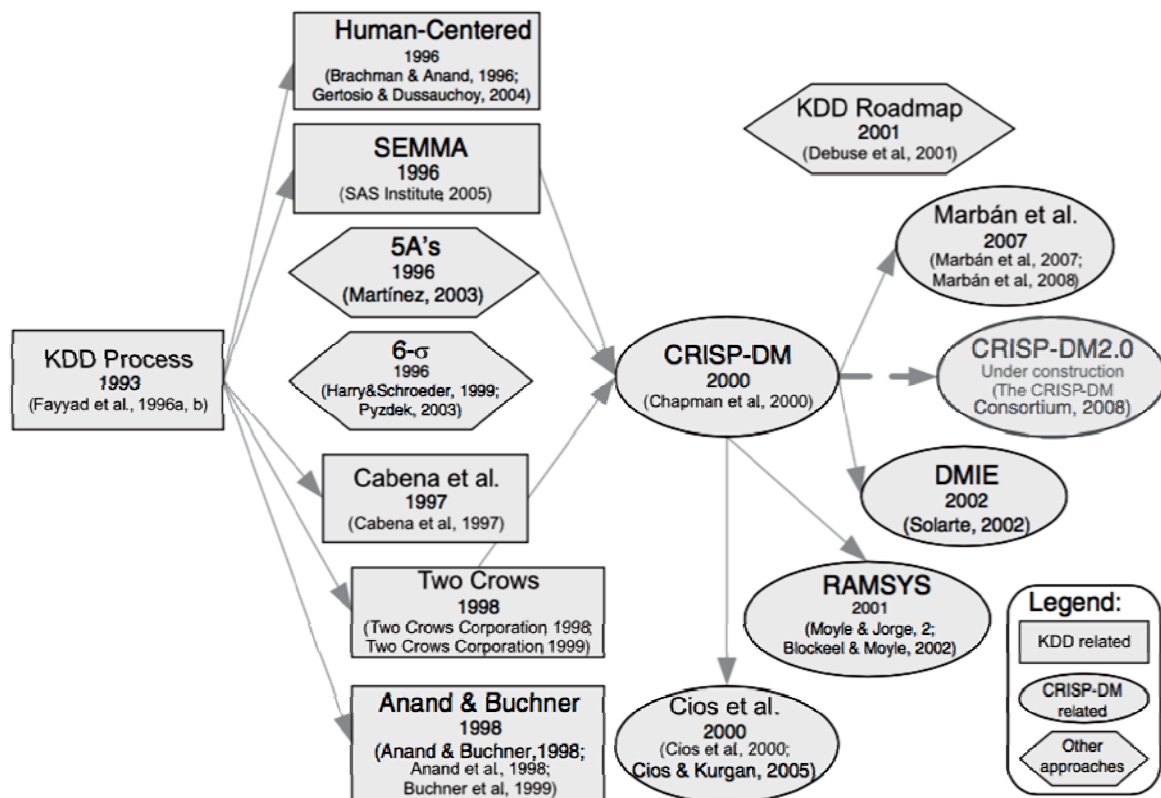 Human-Centered
1996
(Brachman & Anand, 1996;
Gertosio & Dussauchoy, 2004)
SEMMA
1996
(SAS Institute, 2005)
5A's
1996
(Martínez, 2003)
KDD Process
1993
(Fayyad et al., 1996a, b)
6-σ
1996
(Harry&Schroeder, 1999;
Pyzdek, 2003)
Cabena et al.
1997
(Cabena et al, 1997)
Two Crows
1998
(Two Crows Corporation, 1998;
Two Crows Corporation, 1999)
Anand & Buchner
1998
(Anand & Buchner,1998;
Anand et al., 1998;
Buchner et al, 1999)
CRISP-DM
2000
(Chapman et al, 2000)
KDD Roadmap
2001
(Debuse et al, 2001)
Marbán et al.
2007
(Marbán et al, 2007;
Marbán et al, 2008)
CRISP-DM2.0
Under construction
(The CRISP-DM
Consortium, 2008)
DMIE
2002
(Solarte, 2002)
RAMSYS
2001
(Moyle & Jorge, 2;
Blockeel & Moyle, 2002)
Cios et al.
2000
(Cios et al, 2000;
Cios & Kurgan, 2005)
Legend:
KDD related
CRISP-DM
related
Other
approaches